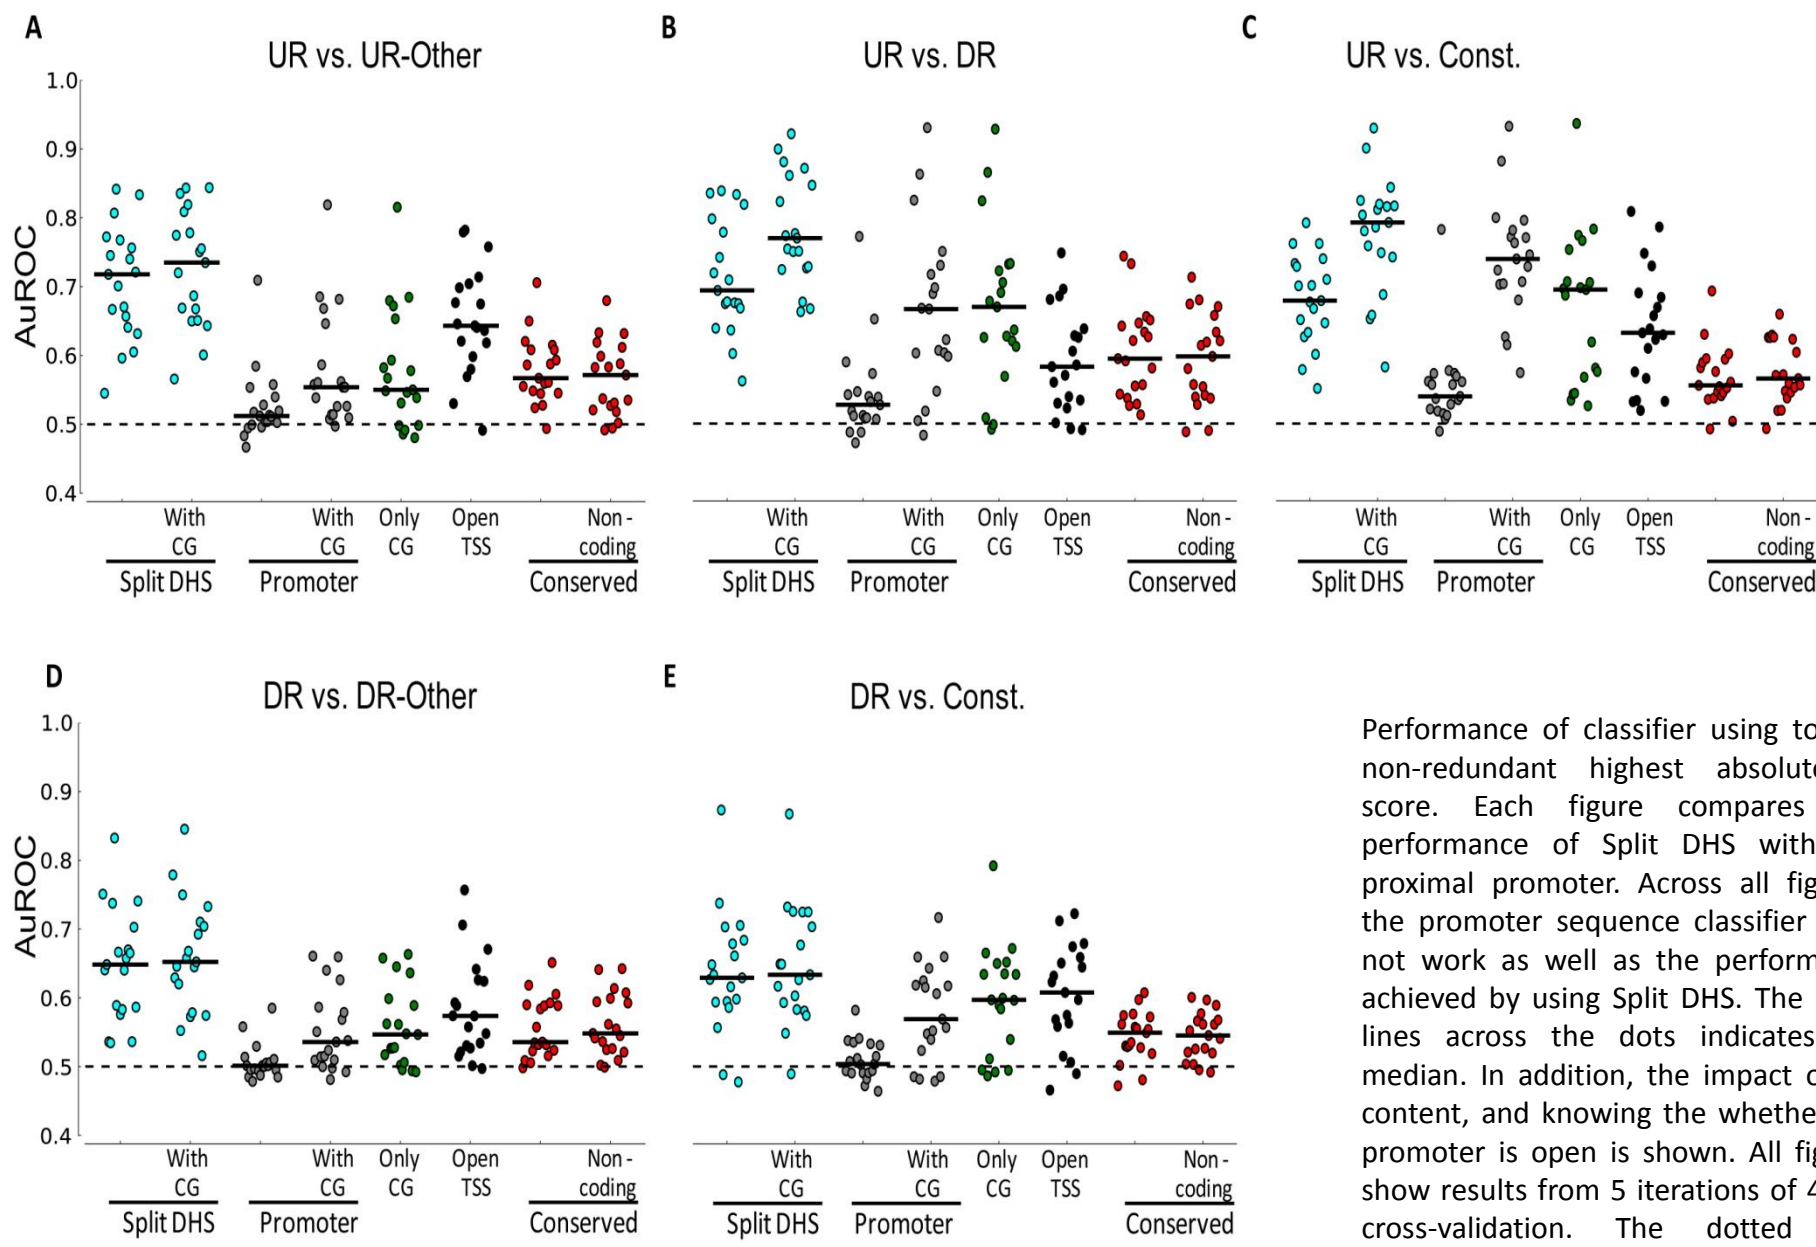 A
UR vs. UR-Other
B
UR vs. DR
C
UR vs. Const.
AuROC
1.0
0.9
0.8
0.7
0.6
0.5
0.4
With Only Open Non-
CG CG TSS coding
With
CG
Split DHS Promoter Conserved
With With Only Open Non-
CG CG CG TSS coding
Split DHS Promoter Conserved
With With Only Open Non-
CG CG CG TSS coding
Split DHS Promoter Conserved
D
DR vs. DR-Other
E
DR vs. Const.
AuROC
1.0
0.9
0.8
0.7
0.6
0.5
0.4
With With Only Open Non-
CG CG CG TSS coding
Split DHS Promoter Conserved
With With Only Open Non-
CG CG CG TSS coding
Split DHS Promoter Conserved
Performance of classifier using
non-redundant highest
score. Each figure compares
performance of Split DHS with
proximal promoter. Across all
the promoter sequence classifier
not work as well as the
achieved by using Split DHS. The
lines across the dots indicates
median. In addition, the impact
content, and knowing the
promoter is open is shown. All
show results from 5 iterations of
cross-validation. The dotted